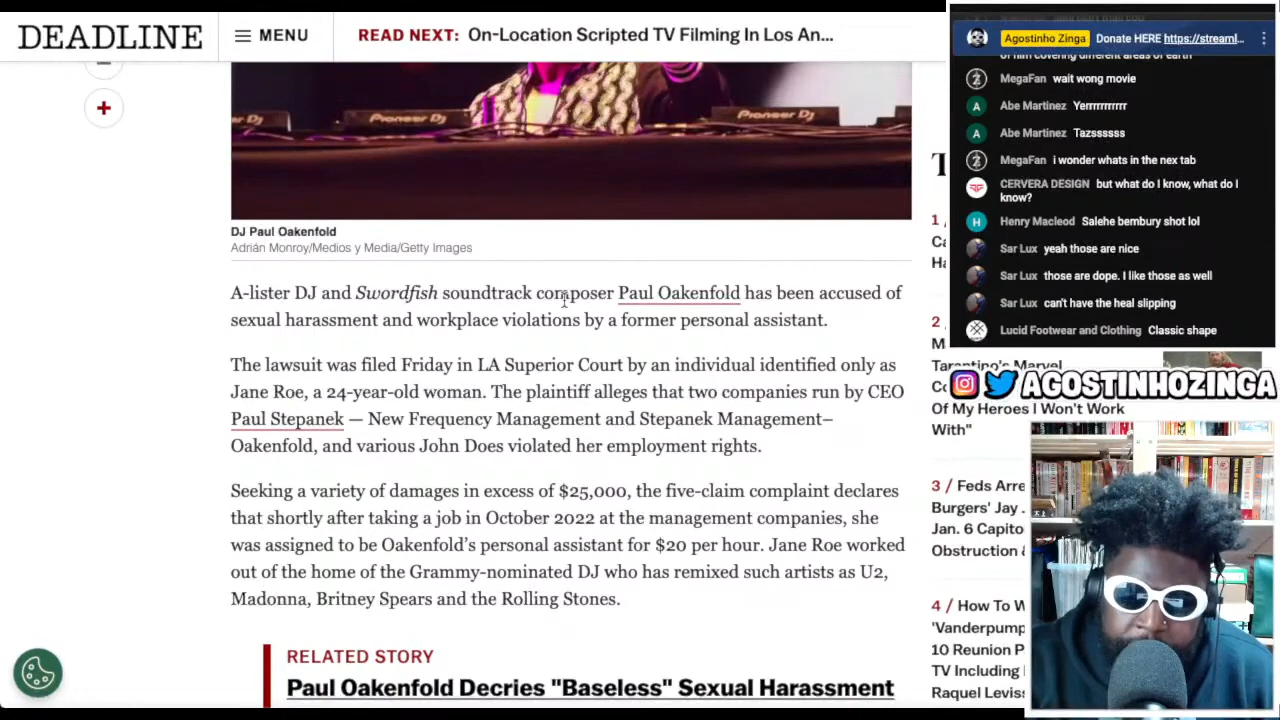 DEADLINE
MENU
READ NEXT: On-Location Scripted TV Filming In Los An...
Pioneer Dj
Pioneer Dj
DJ Paul Oakenfold
Adrián Monroy/Medios y Media/Getty Images
A-lister DJ and Swordfish soundtrack composer Paul Oakenfold has been accused of
sexual harassment and workplace violations by a former personal assistant.
The lawsuit was filed Friday in LA Superior Court by an individual identified only as
Jane Roe, a 24-year-old woman. The plaintiff alleges that two companies run by CEO
Paul Stepanek — New Frequency Management and Stepanek Management–
Oakenfold, and various John Does violated her employment rights.
Seeking a variety of damages in excess of $25,000, the five-claim complaint declares
that shortly after taking a job in October 2022 at the management companies, she
was assigned to be Oakenfold's personal assistant for $20 per hour. Jane Roe worked
out of the home of the Grammy-nominated DJ who has remixed such artists as U2,
Madonna, Britney Spears and the Rolling Stones.
RELATED STORY
Paul Oakenfold Decries "Baseless" Sexual Harassment
1 /
2 /
Tarantino's Marvel
Of My Heroes I Won't Work
With"
3 / Feds Arre
Burgers' Jay
Jan. 6 Capito
Obstruction
4 / How To W
'Vanderpump
10 Reunion P
TV Including
Raquel Leviss
Agostinho Zinga Donate HERE https://streaml...
of him covering different areas of earth
MegaFan wait wong movie
Abe Martinez Yerrrrrrrrrr
Abe Martinez Tazssssss
MegaFan i wonder whats in the nex tab
CERVERA DESIGN but what do I know, what do I
know?
Henry Macleod Salehe bembury shot lol
Sar Lux yeah those are nice
Sar Lux those are dope. I like those as well
Sar Lux can't have the heal slipping
Lucid Footwear and Clothing Classic shape
AGOSTINHOZINGA